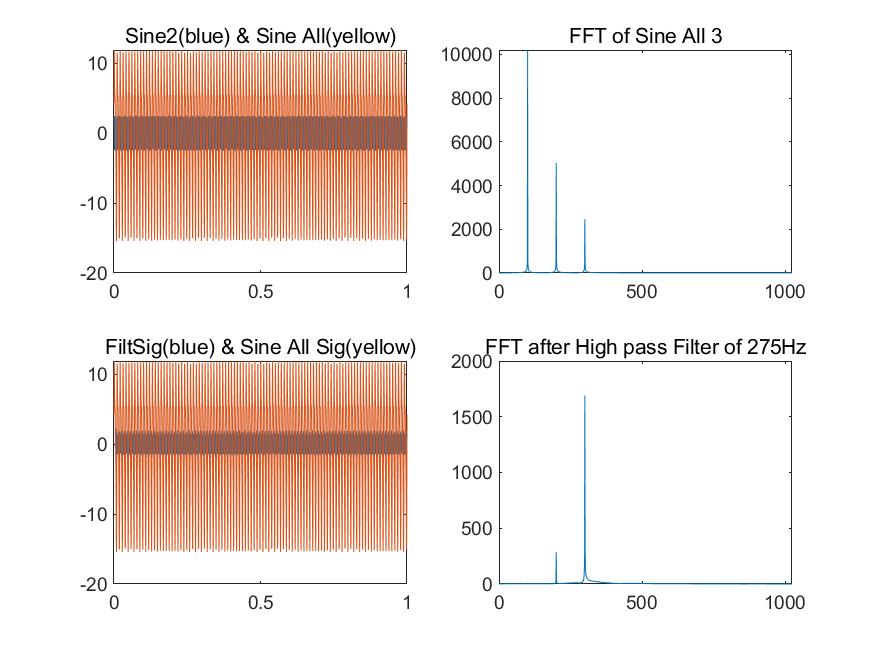 Sine2(blue) & Sine All(yellow)
10
0
-10
-20
0 0.5 1
FFT of Sine All 3
10000
8000
6000
4000
2000
0
0 500 1000
FiltSig(blue) & Sine All Sig(yellow)
10
0
-10
-20
0 0.5 1
FFT after High pass Filter of 275Hz
2000
1500
1000
500
0
0 500 1000